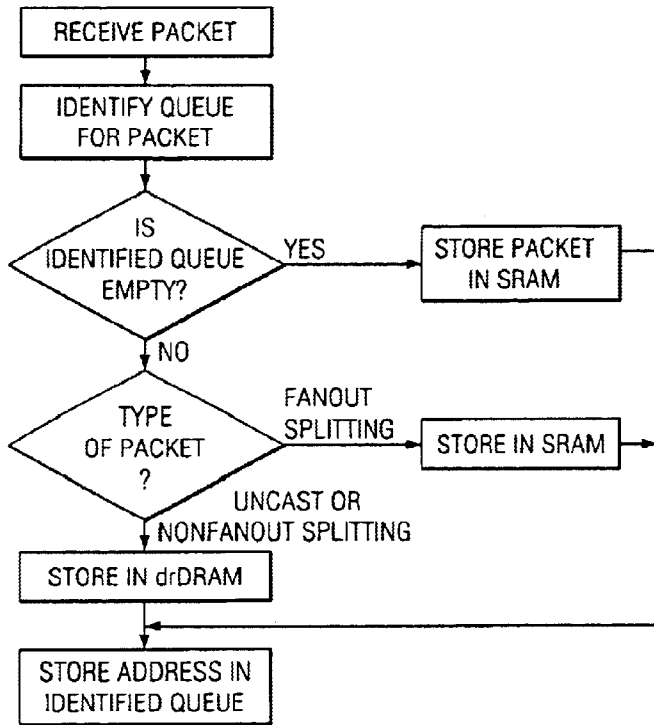 RECEIVE PACKET
IDENTIFY QUEUE
FOR PACKET
IS
IDENTIFIED QUEUE
EMPTY?
YES
STORE PACKET
IN SRAM
NO
TYPE
OF PACKET
?
FANOUT
SPLITTING
STORE IN SRAM
UNCAST OR
NONFANOUT SPLITTING
STORE IN drDRAM
STORE ADDRESS IN
IDENTIFIED QUEUE